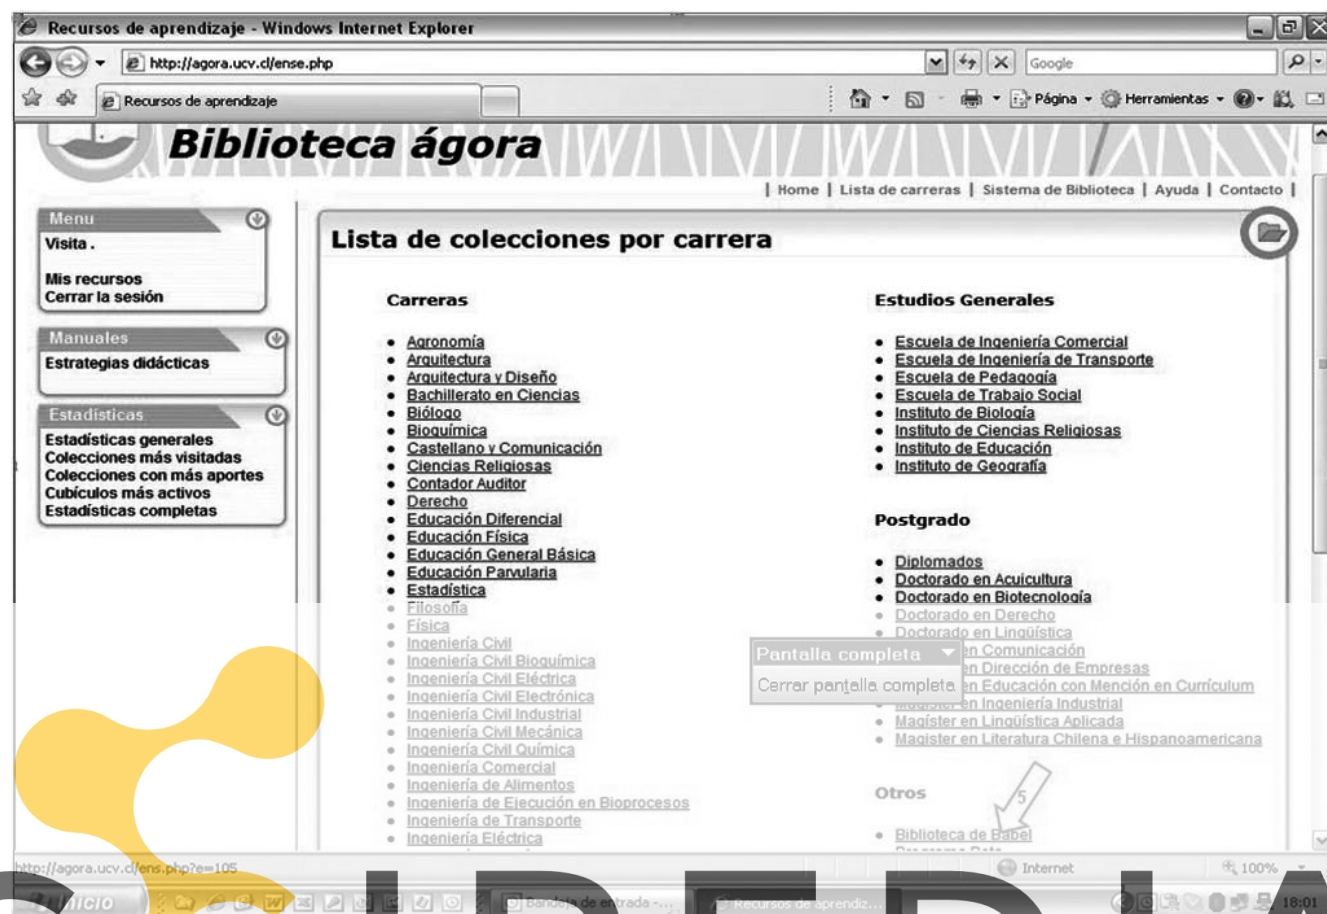 Recursos de aprendizaje - Windows Internet Explorer
http://agora.ucv.cl/ense.php
Google
Recursos de aprendizaje
Página
Herramientas
Biblioteca ágora
| Home | Lista de carreras | Sistema de Biblioteca | Ayuda | Contacto |
Menu
Visita .
Mis recursos
Cerrar la sesión
Manuales
Estrategias didácticas
Estadísticas
Estadísticas generales
Colecciones más visitadas
Colecciones con más aportes
Cubículos más activos
Estadísticas completas
Lista de colecciones por carrera
Carreras
Agronomía
Arquitectura
Arquitectura y Diseño
Bachillerato en Ciencias
Biólogo
Bioquímica
Castellano y Comunicación
Ciencias Religiosas
Contador Auditor
Derecho
Educación Diferencial
Educación Física
Educación General Básica
Educación Parvularia
Estadística
Filosofía
Física
Ingeniería Civil
Ingeniería Civil Bioquímica
Ingeniería Civil Eléctrica
Ingeniería Civil Electrónica
Ingeniería Civil Industrial
Ingeniería Civil Mecánica
Ingeniería Civil Química
Ingeniería Comercial
Ingeniería de Alimentos
Ingeniería de Ejecución en Bioprocesos
Ingeniería de Transporte
Ingeniería Eléctrica
Estudios Generales
Escuela de Ingeniería Comercial
Escuela de Ingeniería de Transporte
Escuela de Pedagogía
Escuela de Trabajo Social
Instituto de Biología
Instituto de Ciencias Religiosas
Instituto de Educación
Instituto de Geografía
Postgrado
Diplomados
Doctorado en Acuicultura
Doctorado en Biotecnología
Doctorado en Derecho
Doctorado en Lingüística
en Comunicación
en Dirección de Empresas
en Educación con Mención en Currículum
Magíster en Ingeniería Industrial
Magíster en Lingüística Aplicada
Magister en Literatura Chilena e Hispanoamericana
Pantalla completa
Cerrar pantalla completa
Otros
5
Biblioteca de Babel
http://agora.ucv.cl/ens.php?e=105
Internet
100%
Inicio
Bandeja de entrada -...
Recursos de aprendiz...
18:01